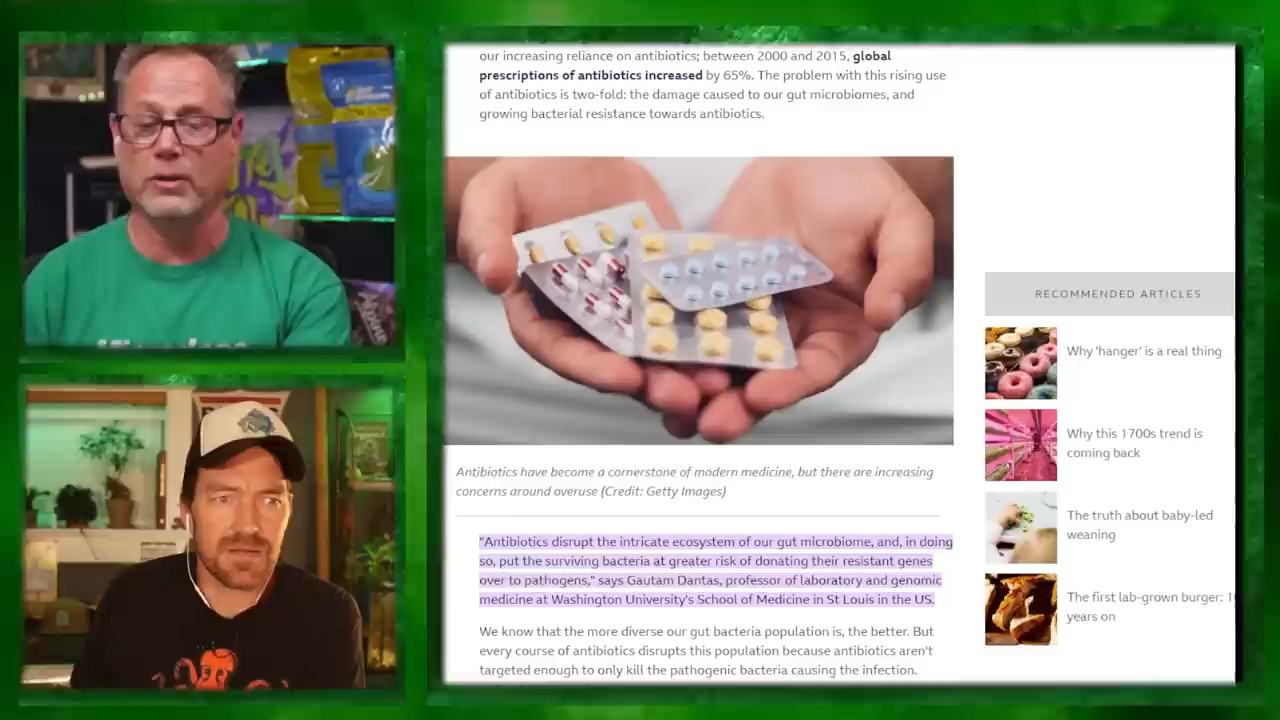 our increasing reliance on antibiotics; between 2000 and 2015, global
prescriptions of antibiotics increased by 65%. The problem with this rising use
of antibiotics is two-fold: the damage caused to our gut microbiomes, and
growing bacterial resistance towards antibiotics.
Antibiotics have become a cornerstone of modern medicine, but there are increasing
concerns around overuse (Credit: Getty Images)
"Antibiotics disrupt the intricate ecosystem of our gut microbiome, and, in doing
so, put the surviving bacteria at greater risk of donating their resistant genes
over to pathogens," says Gautam Dantas, professor of laboratory and genomic
medicine at Washington University's School of Medicine in St Louis in the US.
We know that the more diverse our gut bacteria population is, the better. But
every course of antibiotics disrupts this population because antibiotics aren't
targeted enough to only kill the pathogenic bacteria causing the infection.
RECOMMENDED ARTICLES
Why 'hanger' is a real thing
Why this 1700s trend is
coming back
The truth about baby-led
weaning
The first lab-grown burger:
years on